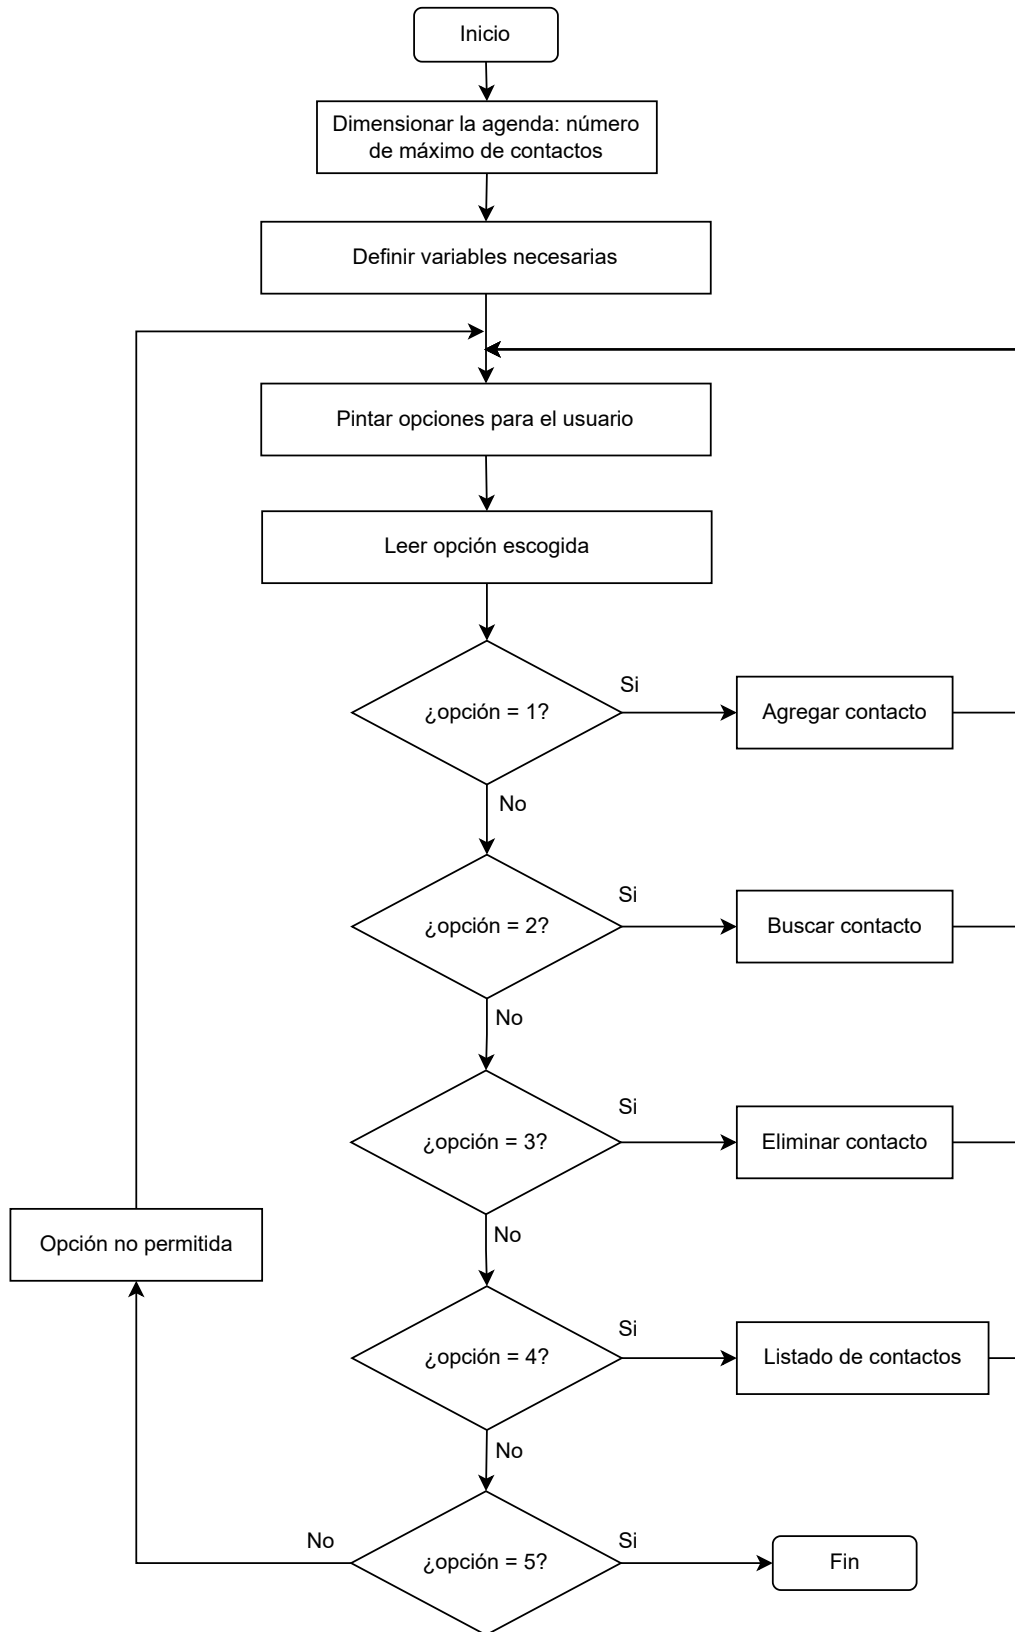 Inicio
Dimensionar la agenda: número
de máximo de contactos
Definir variables necesarias
Pintar opciones para el usuario
Leer opción escogida
¿opción = 1?
Si
Agregar contacto
No
¿opción = 2?
Si
Buscar contacto
No
¿opción = 3?
Si
Eliminar contacto
No
Opción no permitida
¿opción = 4?
Si
Listado de contactos
No
¿opción = 5?
No
Si
Fin